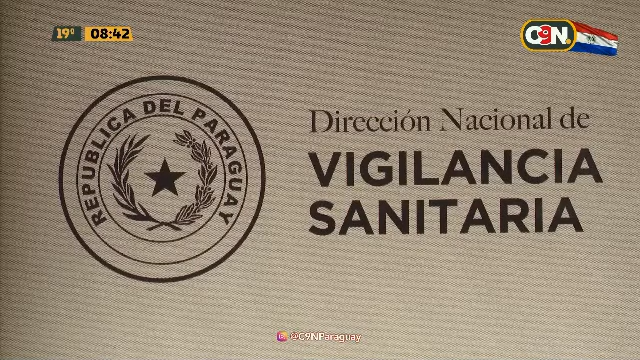 19° 08:42
C9N.
REPUBLICA DEL PARAGUAY
Dirección Nacional de
VIGILANCIA
SANITARIA
@C9NParaguay